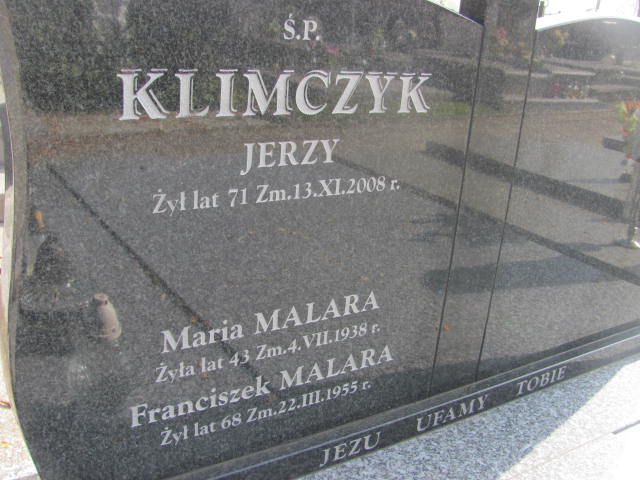 Ś.P.
KLIMCZYK
JERZY
Żył lat 71 Zm.13.XI.2008 r.
Maria MALARA
Żyła lat 43 Zm.4.VII.1938 r.
Franciszek MALARA
Żył lat 68 Zm.22.III.1955 r.
JEZU UFAMY TOBIE